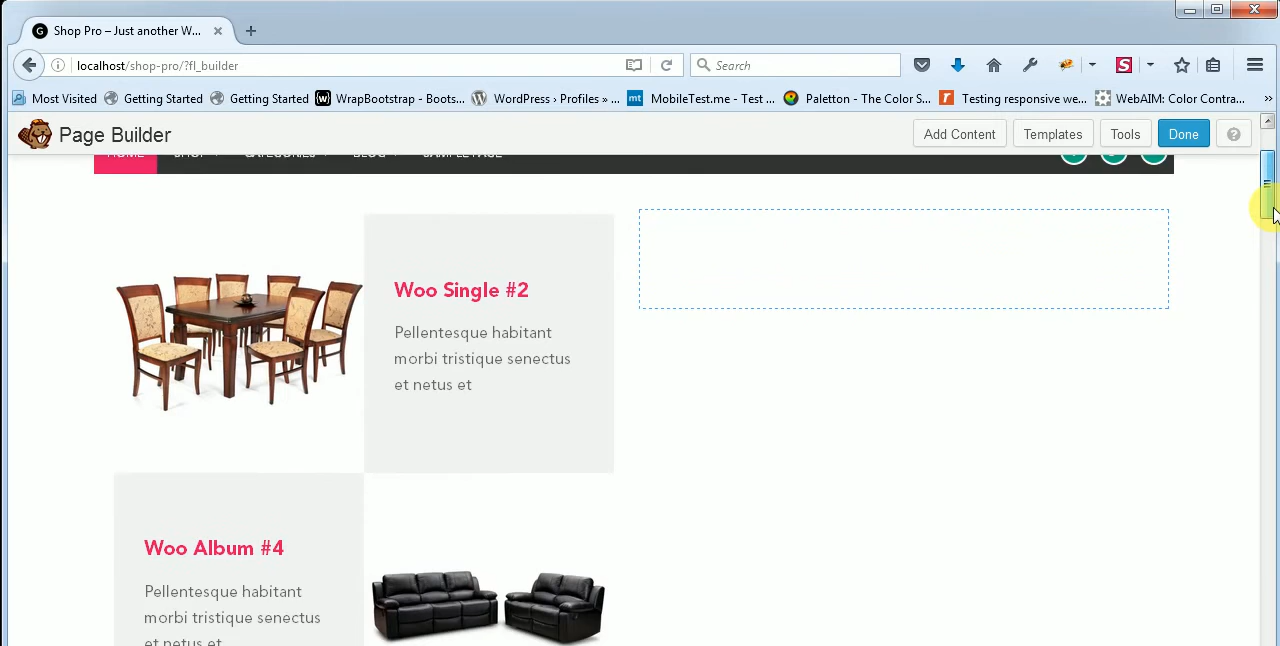 Shop Pro – Just another W...
localhost/shop-pro/?fl_builder
Search
Most Visited Getting Started Getting Started WrapBootstrap - Boots... WordPress › Profiles » ... mt MobileTest.me - Test ... Paletton - The Color S... Testing responsive we... WebAIM: Color Contra... »
Page Builder
Add Content Templates Tools Done ?
HOME SHOP CATEGORIES BLOG SAMPLE PAGE
Woo Single #2
Pellentesque habitant
morbi tristique senectus
et netus et
Woo Album #4
Pellentesque habitant
morbi tristique senectus
et netus et